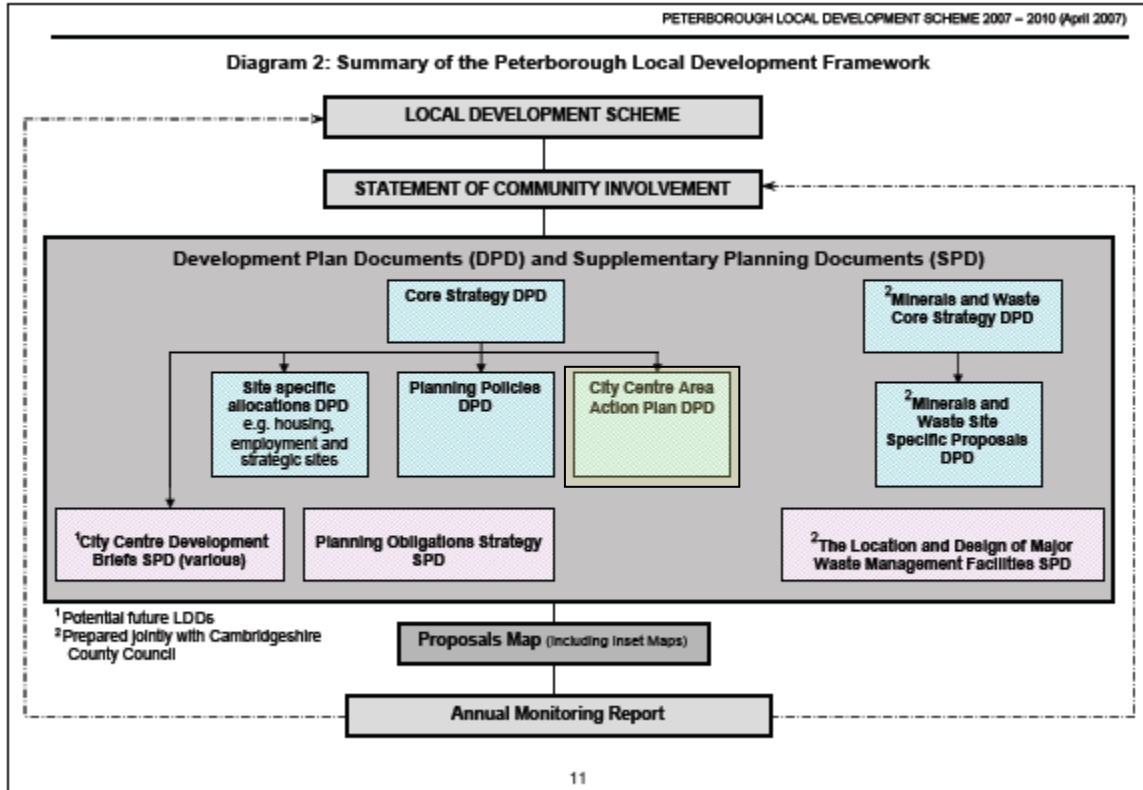 PETERBOROUGH LOCAL DEVELOPMENT SCHEME 2007 – 2010 (April 2007)
Diagram 2: Summary of the Peterborough Local Development Framework
LOCAL DEVELOPMENT SCHEME
STATEMENT OF COMMUNITY INVOLVEMENT
Development Plan Documents (DPD) and Supplementary Planning Documents (SPD)
Core Strategy DPD
2Minerals and Waste
Core Strategy DPD
Site specific
allocations DPD
e.g. housing,
employment and
strategic sites
Planning Policies
DPD
City Centre Area
Action Plan DPD
2Minerals and
Waste Site
Specific Proposals
DPD
1City Centre Development
Briefs SPD (various)
Planning Obligations Strategy
SPD
2The Location and Design of Major
Waste Management Facilities SPD
1Potential future LDDs
2Prepared jointly with Cambridgeshire
County Council
Proposals Map (including Inset Maps)
Annual Monitoring Report
11